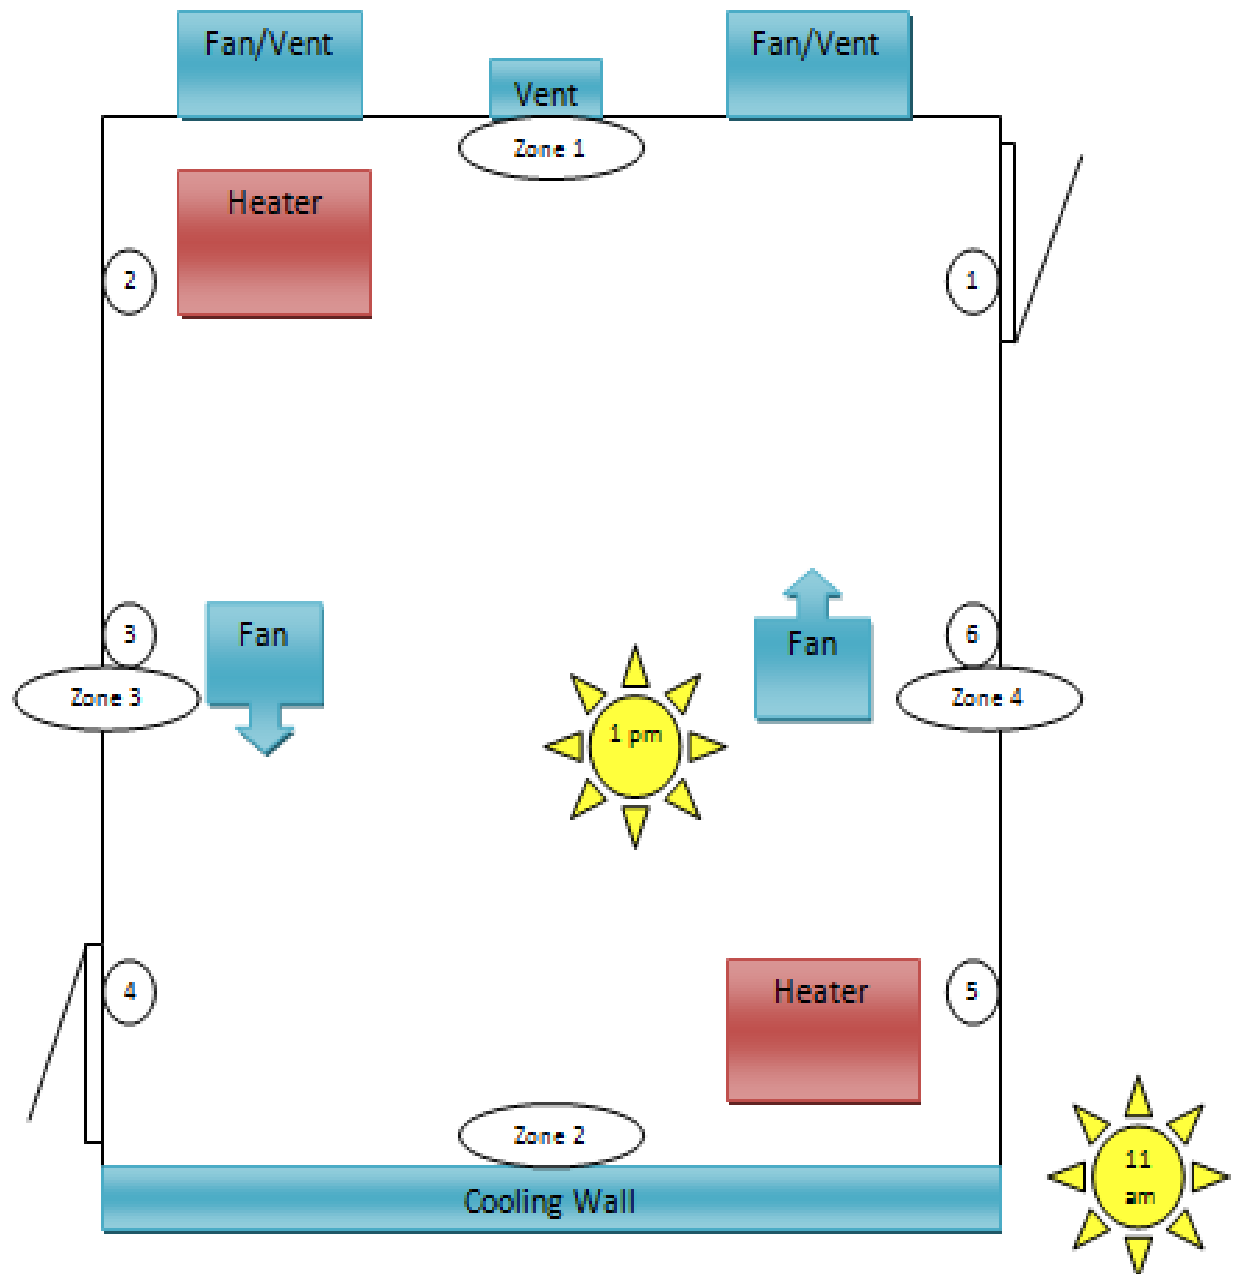 Fan/Vent
Vent
Fan/Vent
Zone 1
Heater
2
1
3
Fan
Fan
6
Zone 3
Zone 4
1 pm
4
Heater
5
Zone 2
11
am
Cooling Wall